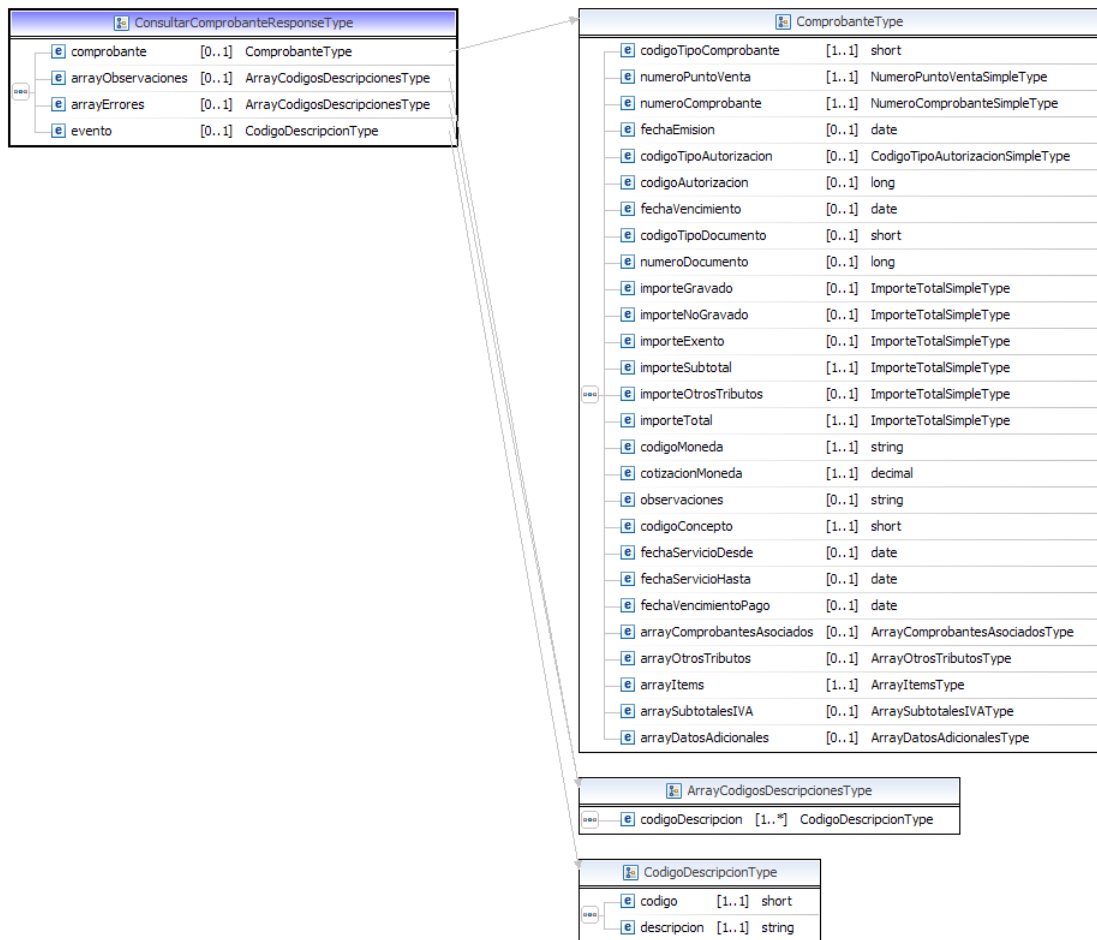 ConsultarComprobanteResponseType
comprobante [0..1] ComprobanteType
arrayObservaciones [0..1] ArrayCodigosDescripcionesType
arrayErrores [0..1] ArrayCodigosDescripcionesType
evento [0..1] CodigoDescripcionType
ComprobanteType
codigoTipoComprobante [1..1] short
numeroPuntoVenta [1..1] NumeroPuntoVentaSimpleType
numeroComprobante [1..1] NumeroComprobanteSimpleType
fechaEmision [0..1] date
codigoTipoAutorizacion [0..1] CodigoTipoAutorizacionSimpleType
codigoAutorizacion [0..1] long
fechaVencimiento [0..1] date
codigoTipoDocumento [0..1] short
numeroDocumento [0..1] long
importeGravado [0..1] ImporteTotalSimpleType
importeNoGravado [0..1] ImporteTotalSimpleType
importeExento [0..1] ImporteTotalSimpleType
importeSubtotal [1..1] ImporteTotalSimpleType
importeOtrosTributos [0..1] ImporteTotalSimpleType
importeTotal [1..1] ImporteTotalSimpleType
codigoMoneda [1..1] string
cotizacionMoneda [1..1] decimal
observaciones [0..1] string
codigoConcepto [1..1] short
fechaServicioDesde [0..1] date
fechaServicioHasta [0..1] date
fechaVencimientoPago [0..1] date
arrayComprobantesAsociados [0..1] ArrayComprobantesAsociadosType
arrayOtrosTributos [0..1] ArrayOtrosTributosType
arrayItems [1..1] ArrayItemsType
arraySubtotalesIVA [0..1] ArraySubtotalesIVAType
arrayDatosAdicionales [0..1] ArrayDatosAdicionalesType
ArrayCodigosDescripcionesType
codigoDescripcion [1..*] CodigoDescripcionType
CodigoDescripcionType
codigo [1..1] short
descripcion [1..1] string